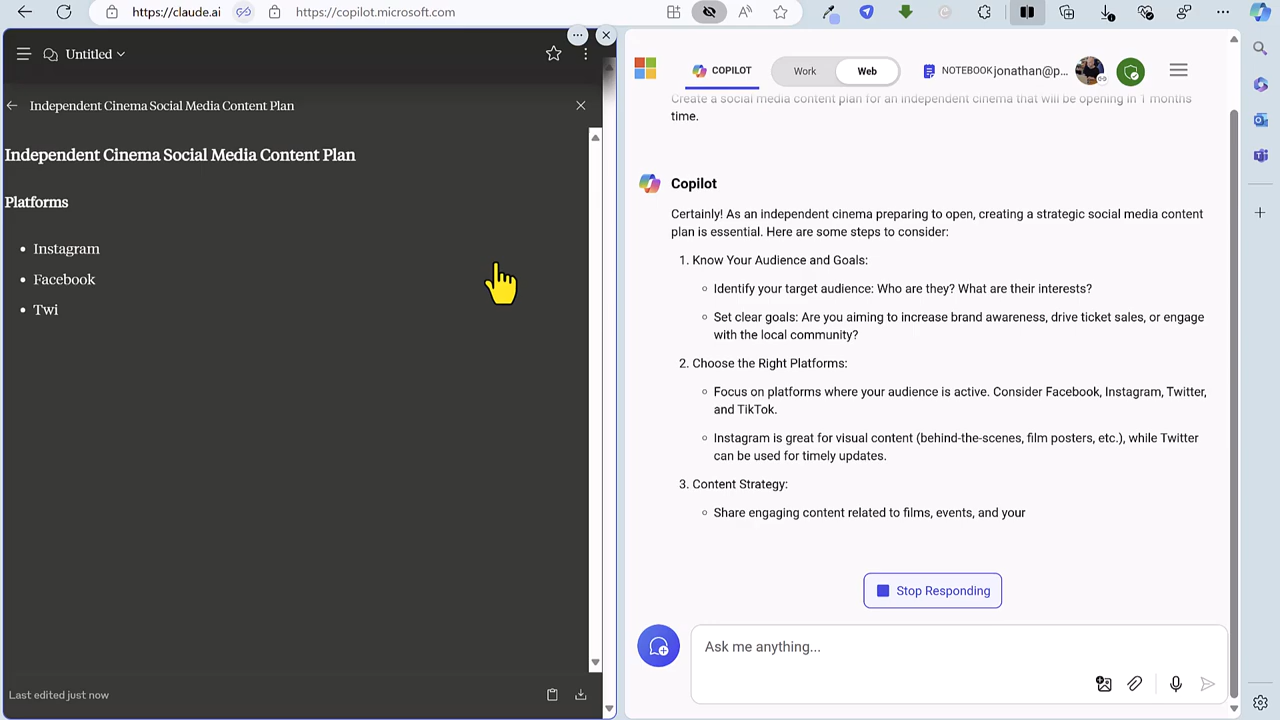 https://claude.ai
https://copilot.microsoft.com
Untitled
Independent Cinema Social Media Content Plan
Independent Cinema Social Media Content Plan
Platforms
• Instagram
• Facebook
• Twi
Last edited just now
COPILOT
Work
Web
NOTEBOOK
jonathan@p...
Create a social media content plan for an independent cinema that will be opening in 1 months
time.
Copilot
Certainly! As an independent cinema preparing to open, creating a strategic social media content
plan is essential. Here are some steps to consider:
1. Know Your Audience and Goals:
○ Identify your target audience: Who are they? What are their interests?
○ Set clear goals: Are you aiming to increase brand awareness, drive ticket sales, or engage
with the local community?
2. Choose the Right Platforms:
○ Focus on platforms where your audience is active. Consider Facebook, Instagram, Twitter,
and TikTok.
○ Instagram is great for visual content (behind-the-scenes, film posters, etc.), while Twitter
can be used for timely updates.
3. Content Strategy:
○ Share engaging content related to films, events, and your
Stop Responding
Ask me anything...